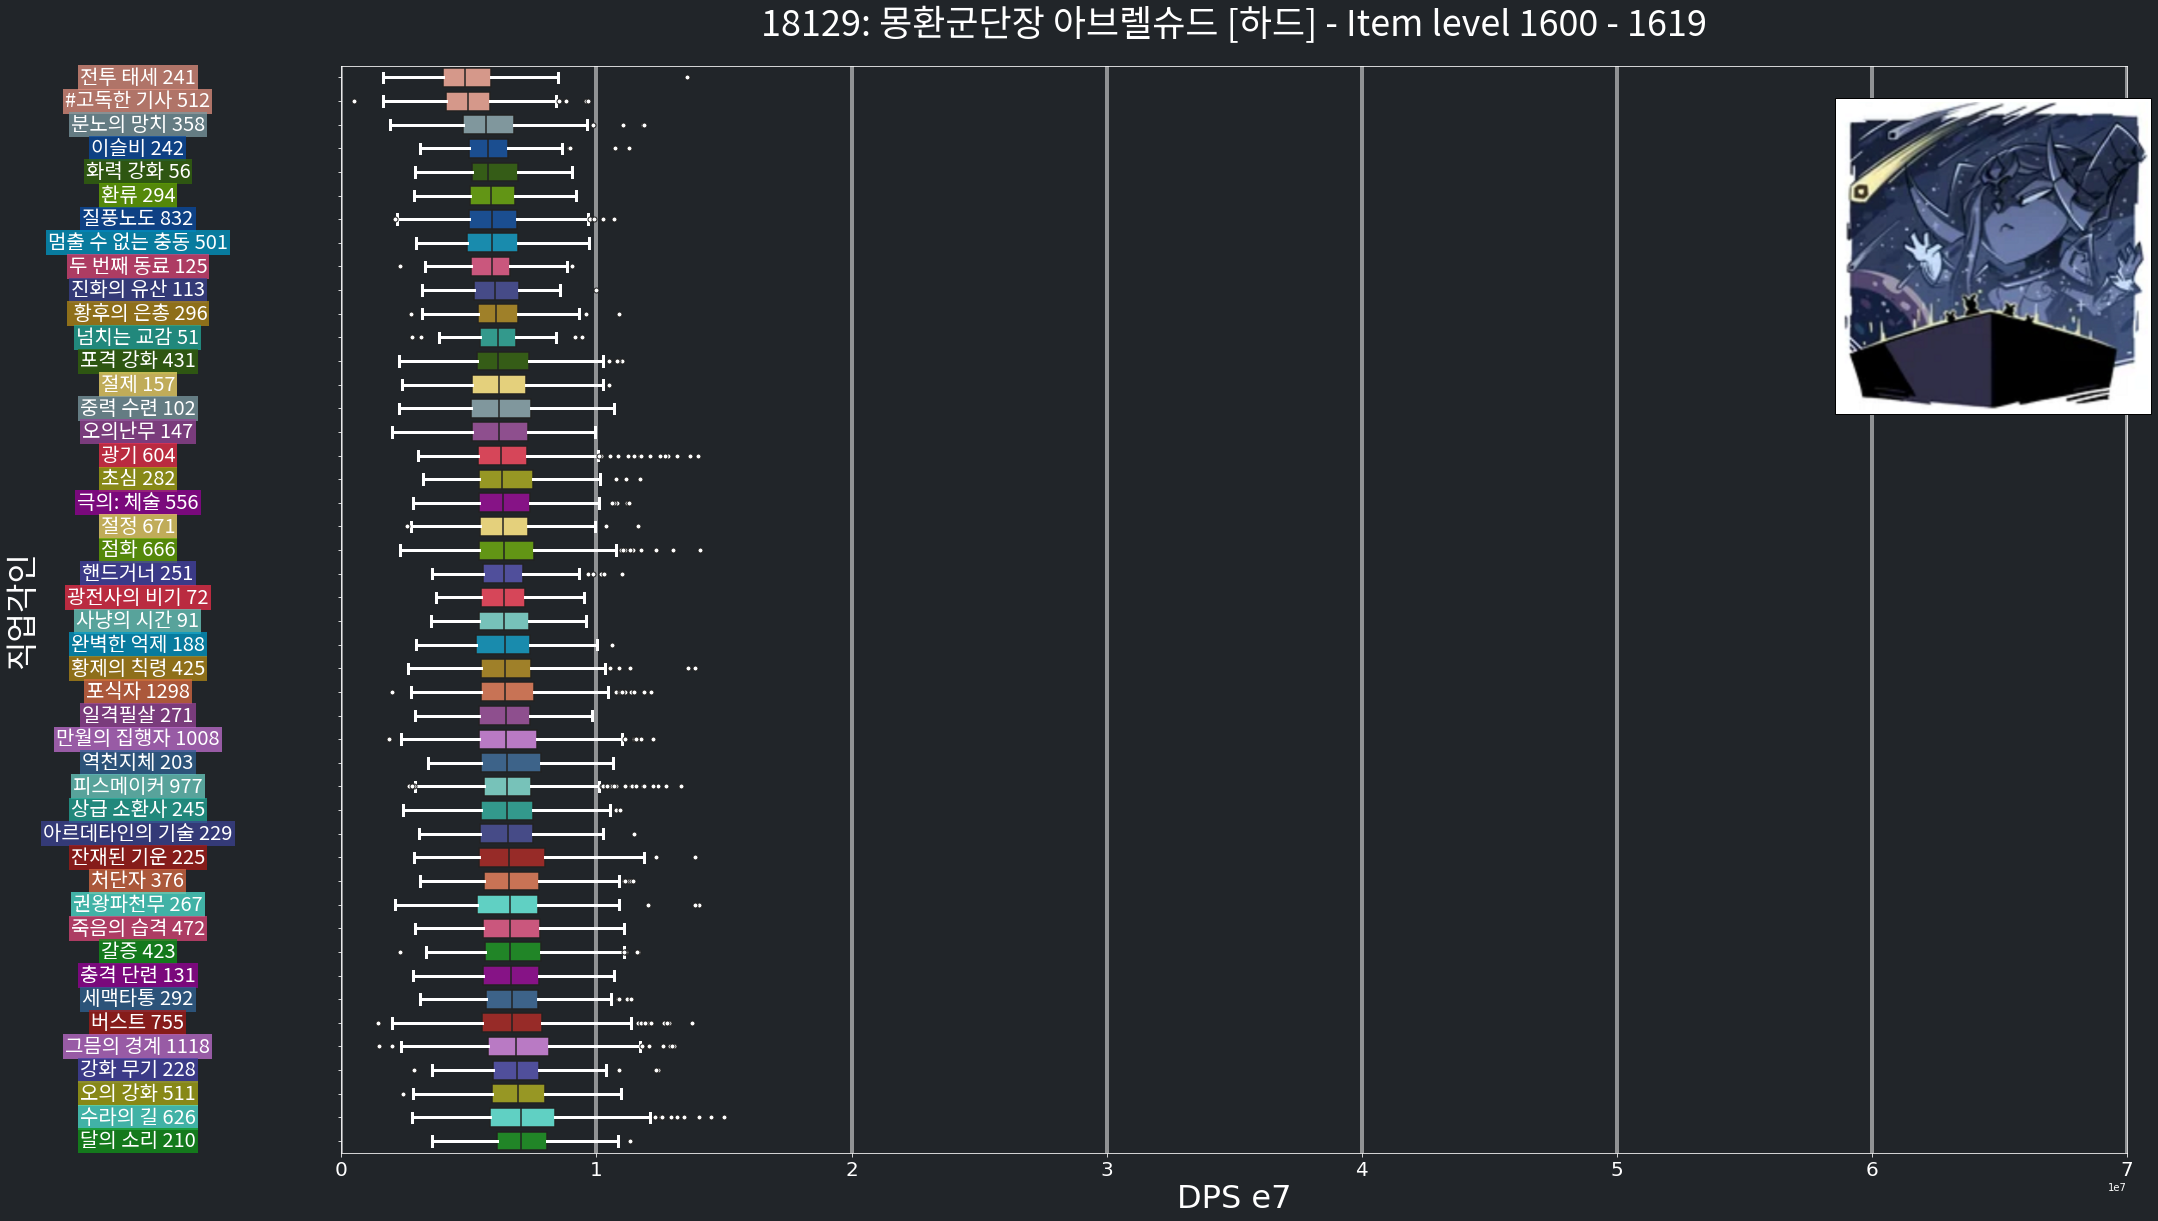 18129: 몽환군단장 아브렐슈드 [하드] - Item level 1600 - 1619
전투 태세 241
#고독한 기사 512
분노의 망치 358
이슬비 242
화력 강화 56
환류 294
질풍노도 832
멈출 수 없는 충동 501
두 번째 동료 125
진화의 유산 113
황후의 은총 296
넘치는 교감 51
포격 강화 431
절제 157
중력 수련 102
오의난무 147
광기 604
초심 282
극의: 체술 556
절정 671
점화 666
핸드거너 251
광전사의 비기 72
사냥의 시간 91
완벽한 억제 188
황제의 칙령 425
포식자 1298
일격필살 271
만월의 집행자 1008
역천지체 203
피스메이커 977
상급 소환사 245
아르데타인의 기술 229
잔재된 기운 225
처단자 376
권왕파천무 267
죽음의 습격 472
갈증 423
충격 단련 131
세맥타통 292
버스트 755
그믐의 경계 1118
강화 무기 228
오의 강화 511
수라의 길 626
달의 소리 210
직업각인
0 1 2 3 4 5 6 7
1e7
DPS e7